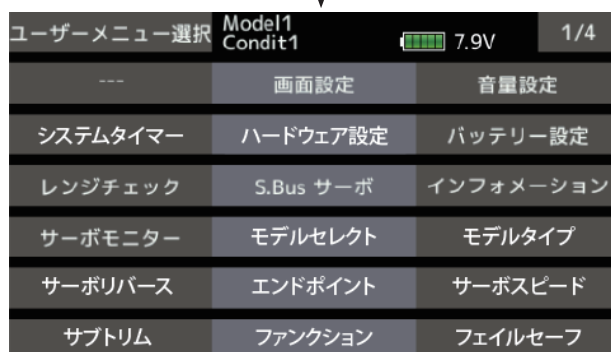 ユーザーメニュー選択 Model1 Condit1 7.9V 1/4
--- 画面設定 音量設定
システムタイマー ハードウェア設定 バッテリー設定
レンジチェック S.Bus サーボ インフォメーション
サーボモニター モデルセレクト モデルタイプ
サーボリバース エンドポイント サーボスピード
サブトリム ファンクション フェイルセーフ